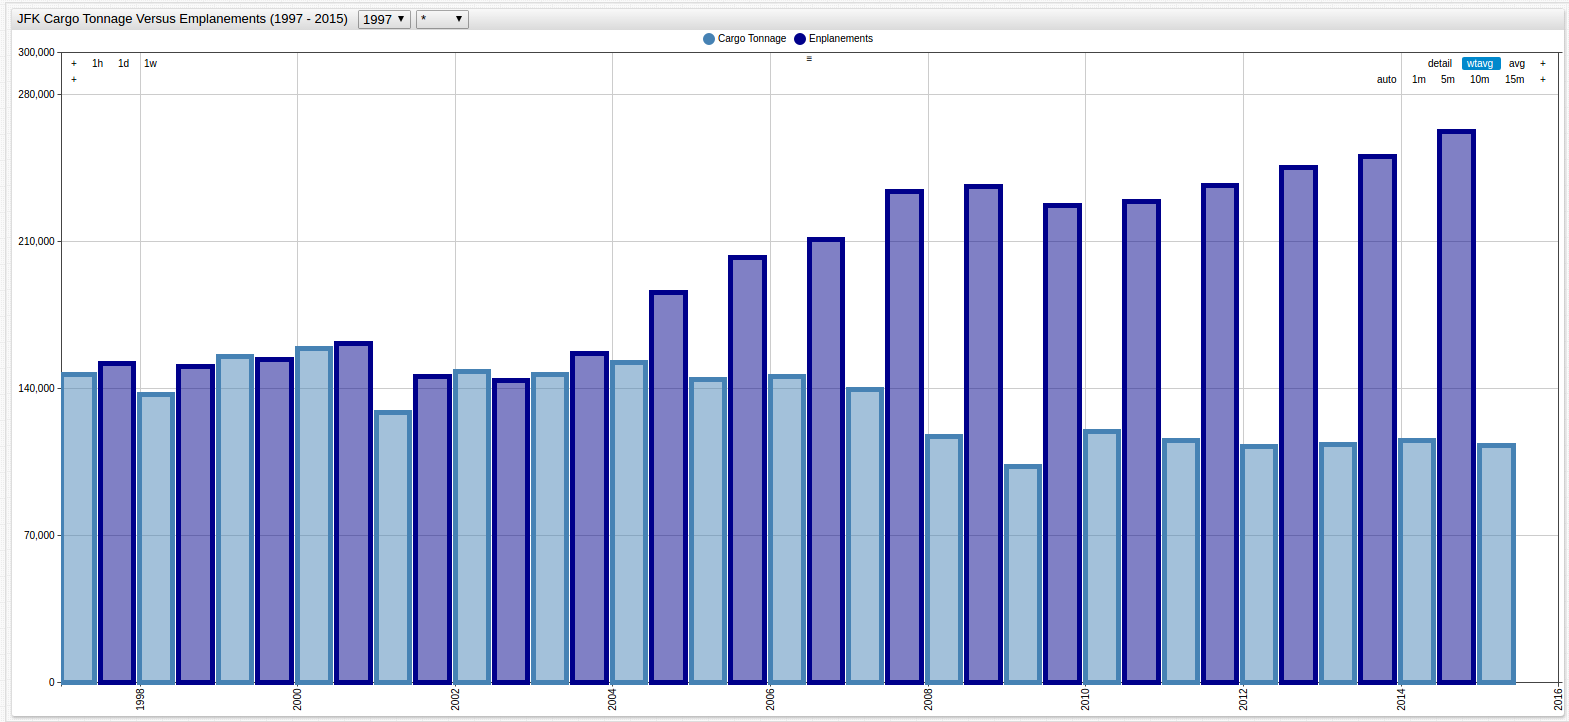 JFK Cargo Tonnage Versus Emplanements (1997 - 2015) 1997 ▼ * ▼
Cargo Tonnage Enplanements
300,000
+ 1h 1d 1w ≡ detail wtavg avg +
+ auto 1m 5m 10m 15m +
280,000
210,000
140,000
70,000
0
1998 2000 2002 2004 2006 2008 2010 2012 2014 2016